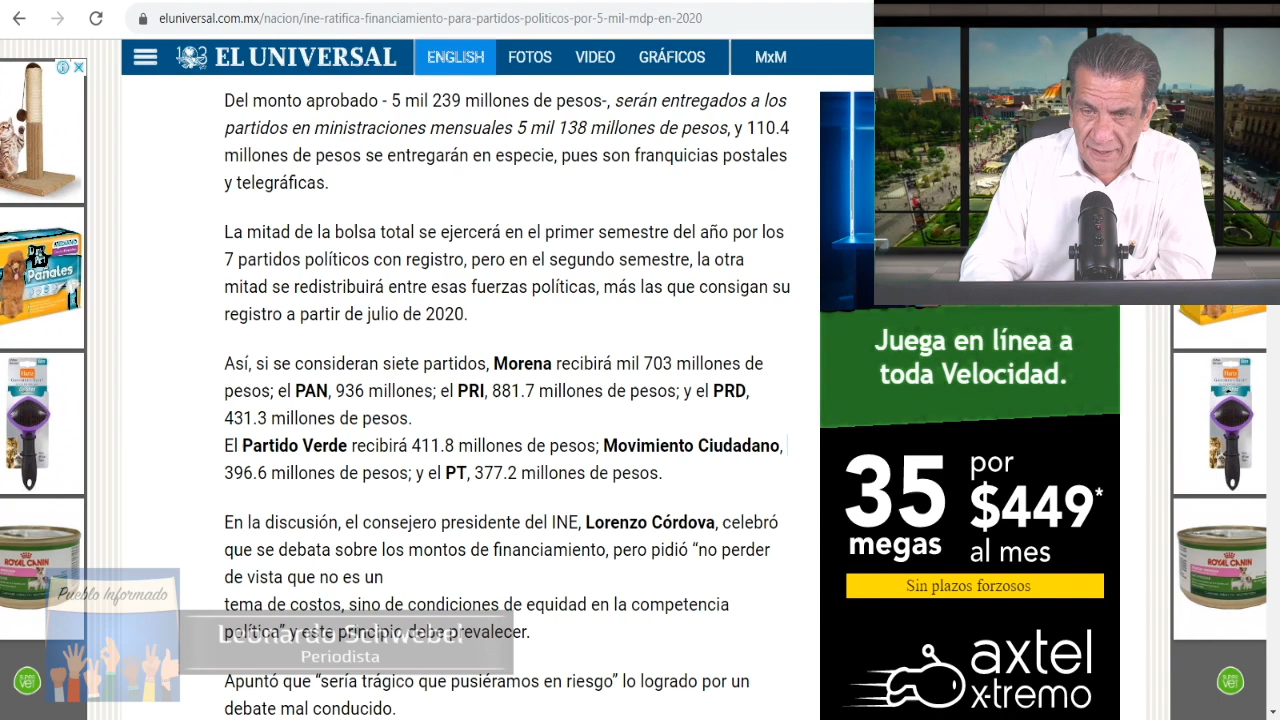 eluniversal.com.mx/nacion/ine-ratifica-financiamiento-para-partidos-politicos-por-5-mil-mdp-en-2020
EL UNIVERSAL ENGLISH FOTOS VIDEO GRÁFICOS MxM
Del monto aprobado - 5 mil 239 millones de pesos-, serán entregados a los
partidos en ministraciones mensuales 5 mil 138 millones de pesos, y 110.4
millones de pesos se entregarán en especie, pues son franquicias postales
y telegráficas.
La mitad de la bolsa total se ejercerá en el primer semestre del año por los
7 partidos políticos con registro, pero en el segundo semestre, la otra
mitad se redistribuirá entre esas fuerzas políticas, más las que consigan su
registro a partir de julio de 2020.
Así, si se consideran siete partidos, Morena recibirá mil 703 millones de
pesos; el PAN, 936 millones; el PRI, 881.7 millones de pesos; y el PRD,
431.3 millones de pesos.
El Partido Verde recibirá 411.8 millones de pesos; Movimiento Ciudadano,
396.6 millones de pesos; y el PT, 377.2 millones de pesos.
En la discusión, el consejero presidente del INE, Lorenzo Córdova, celebró
que se debata sobre los montos de financiamiento, pero pidió “no perder
de vista que no es un
tema de costos, sino de condiciones de equidad en la competencia
política” y este principio debe prevalecer.
Apuntó que “sería trágico que pusiéramos en riesgo” lo logrado por un
debate mal conducido.
Pueblo Informado
Leonardo Schwebel
Periodista
Juega en línea a
toda Velocidad.
35 megas
por
$449*
al mes
Sin plazos forzosos
axtel
x-tremo
Pañales
ROYAL CANIN
Hartz
Hartz
ROYAL CANIN